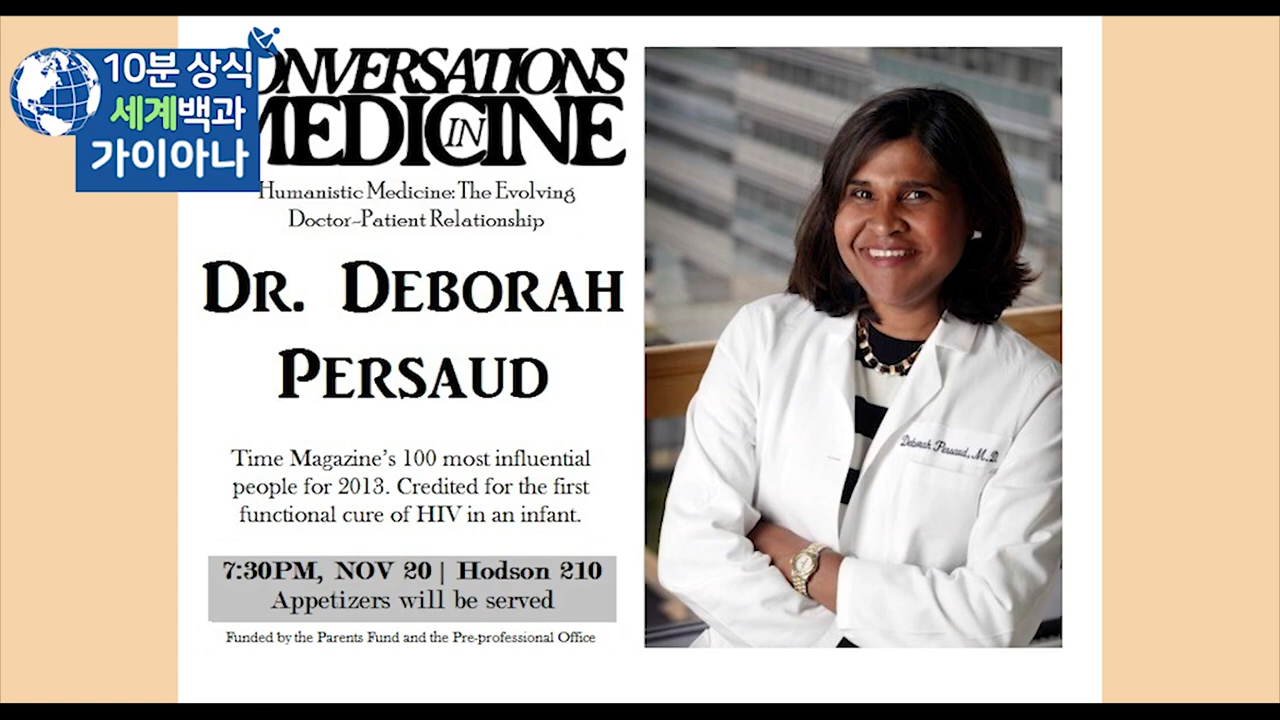 10분 상식
세계백과
가이아나
CONVERSATIONS
IN
MEDICINE
Humanistic Medicine: The Evolving
Doctor-Patient Relationship
DR. DEBORAH
PERSAUD
Time Magazine's 100 most influential
people for 2013. Credited for the first
functional cure of HIV in an infant.
7:30PM, NOV 20 | Hodson 210
Appetizers will be served
Funded by the Parents Fund and the Pre-professional Office
Deborah Persaud, M.D.